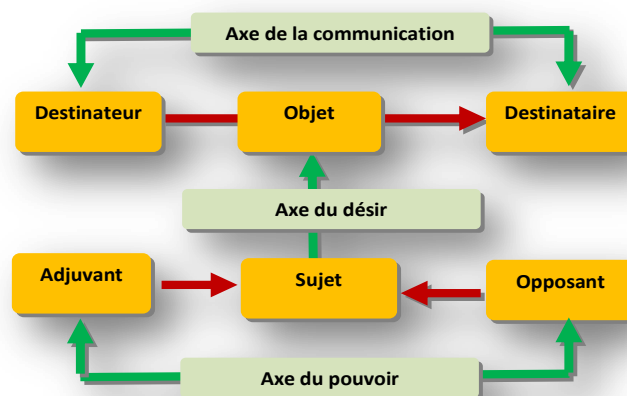 Axe de la communication
Destinateur
Objet
Destinataire
Axe du désir
Adjuvant
Sujet
Opposant
Axe du pouvoir